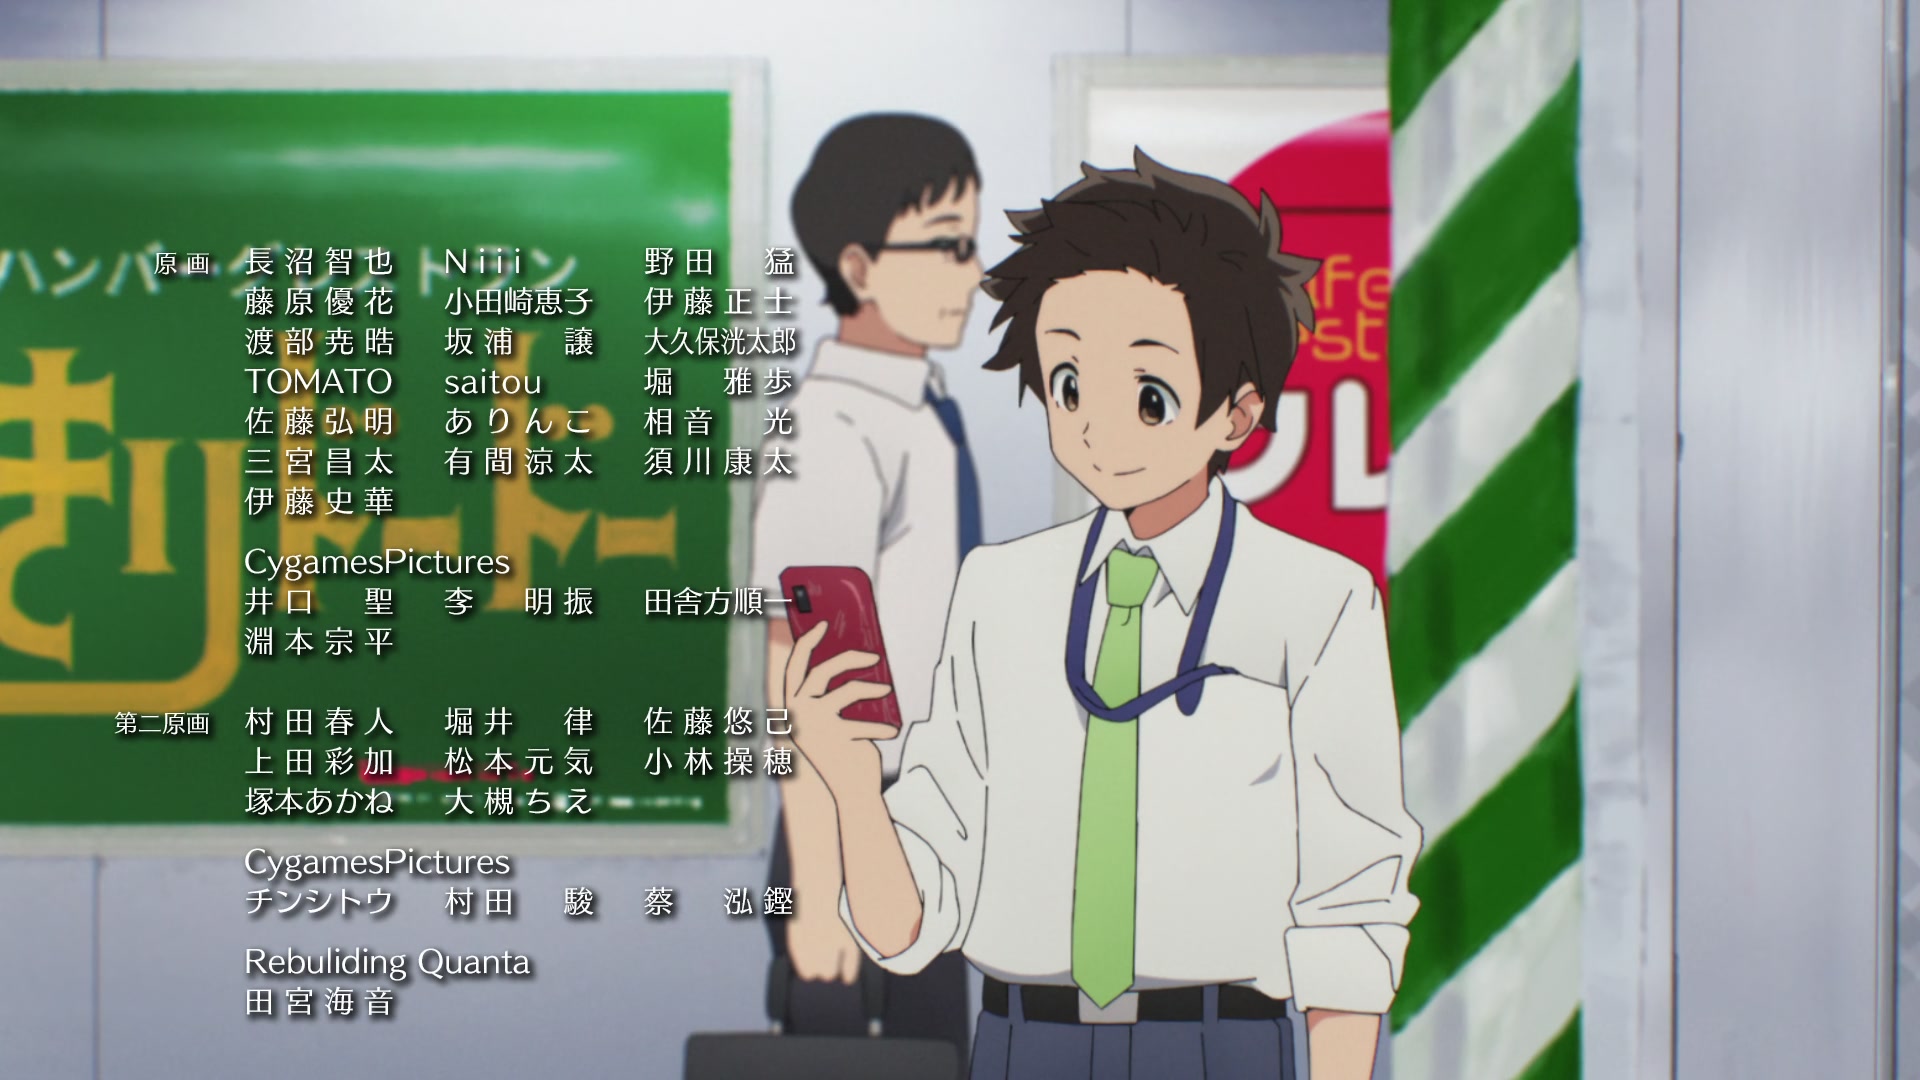 原画 長沼智也 Niii 野田猛
藤原優花 小田崎恵子 伊藤正士
渡部尭晧 坂浦譲 大久保洸太郎
TOMATO saitou 堀雅歩
佐藤弘明 ありんこ 相音光
三宮昌太 有間涼太 須川康太
伊藤史華
CygamesPictures
井口聖 李明振 田舎方順一
淵本宗平
第二原画 村田春人 堀井律 佐藤悠己
上田彩加 松本元気 小林操穂
塚本あかね 大槻ちえ
CygamesPictures
チンシトウ 村田駿 蔡泓鏗
Rebuliding Quanta
田宮海音